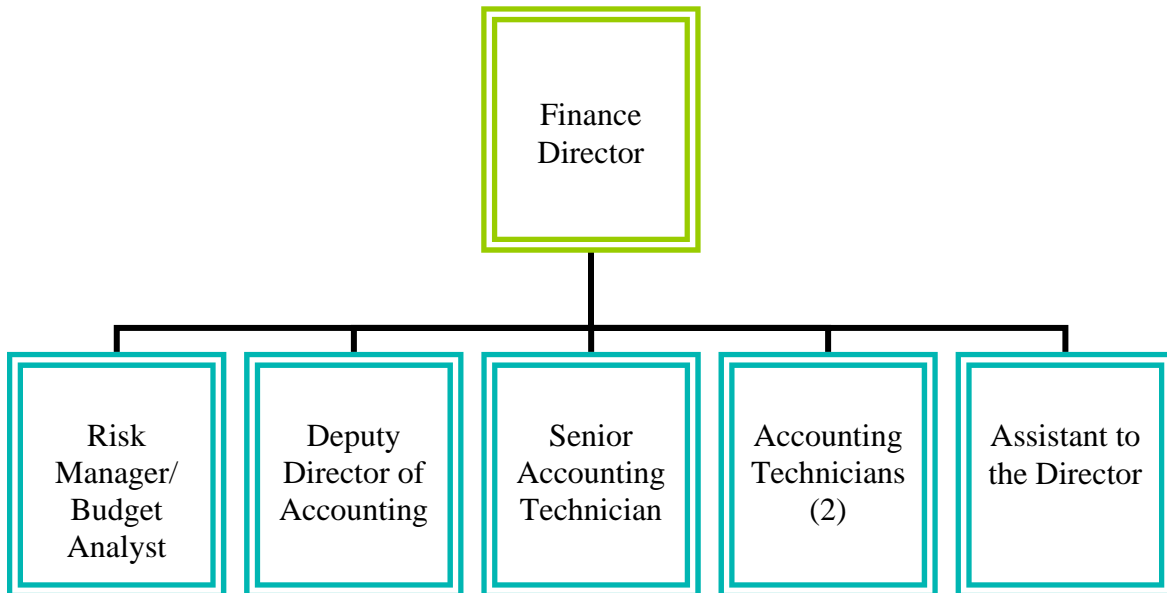 Finance
Director
Risk
Manager/
Budget
Analyst
Deputy
Director of
Accounting
Senior
Accounting
Technician
Accounting
Technicians
(2)
Assistant to
the Director